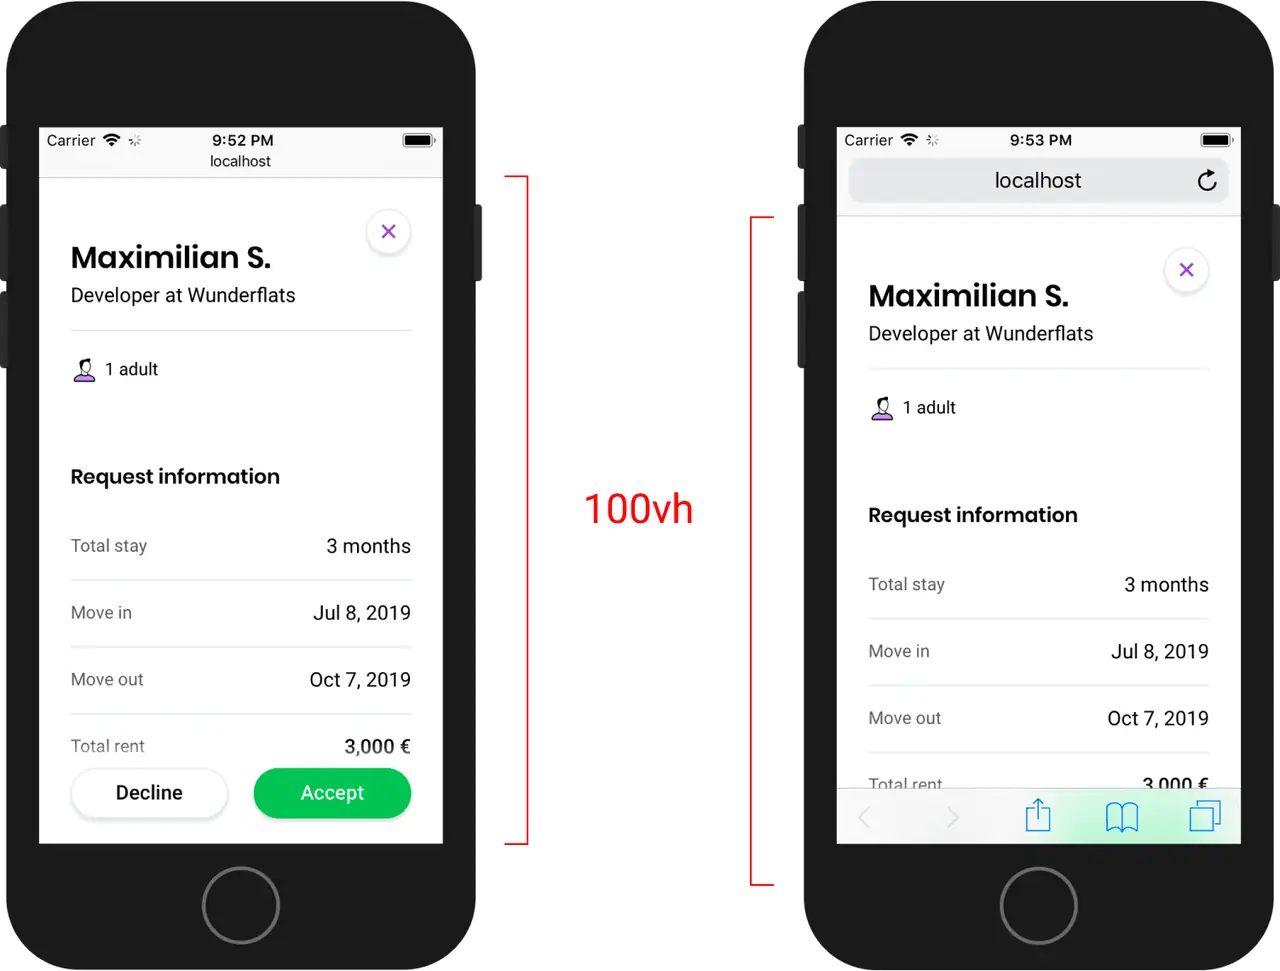 Carrier 9:52 PM
localhost
Maximilian S.
Developer at Wunderflats
1 adult
Request information
Total stay 3 months
Move in Jul 8, 2019
Move out Oct 7, 2019
Total rent 3,000 €
Decline Accept
100vh
Carrier 9:53 PM
localhost
Maximilian S.
Developer at Wunderflats
1 adult
Request information
Total stay 3 months
Move in Jul 8, 2019
Move out Oct 7, 2019
Total rent 3,000 €